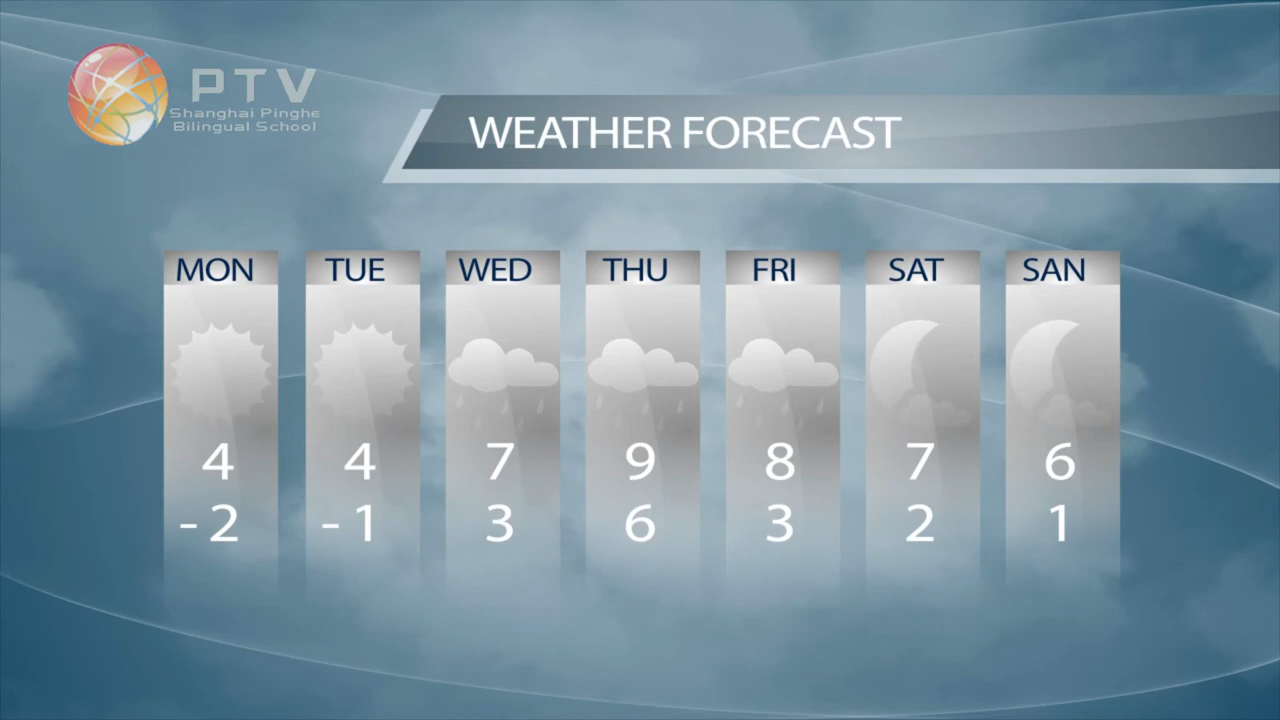 PTV
Shanghai Pinghe
Bilingual School
WEATHER FORECAST
MON TUE WED THU FRI SAT SAN
4 4 7 9 8 7 6
- 2 - 1 3 6 3 2 1